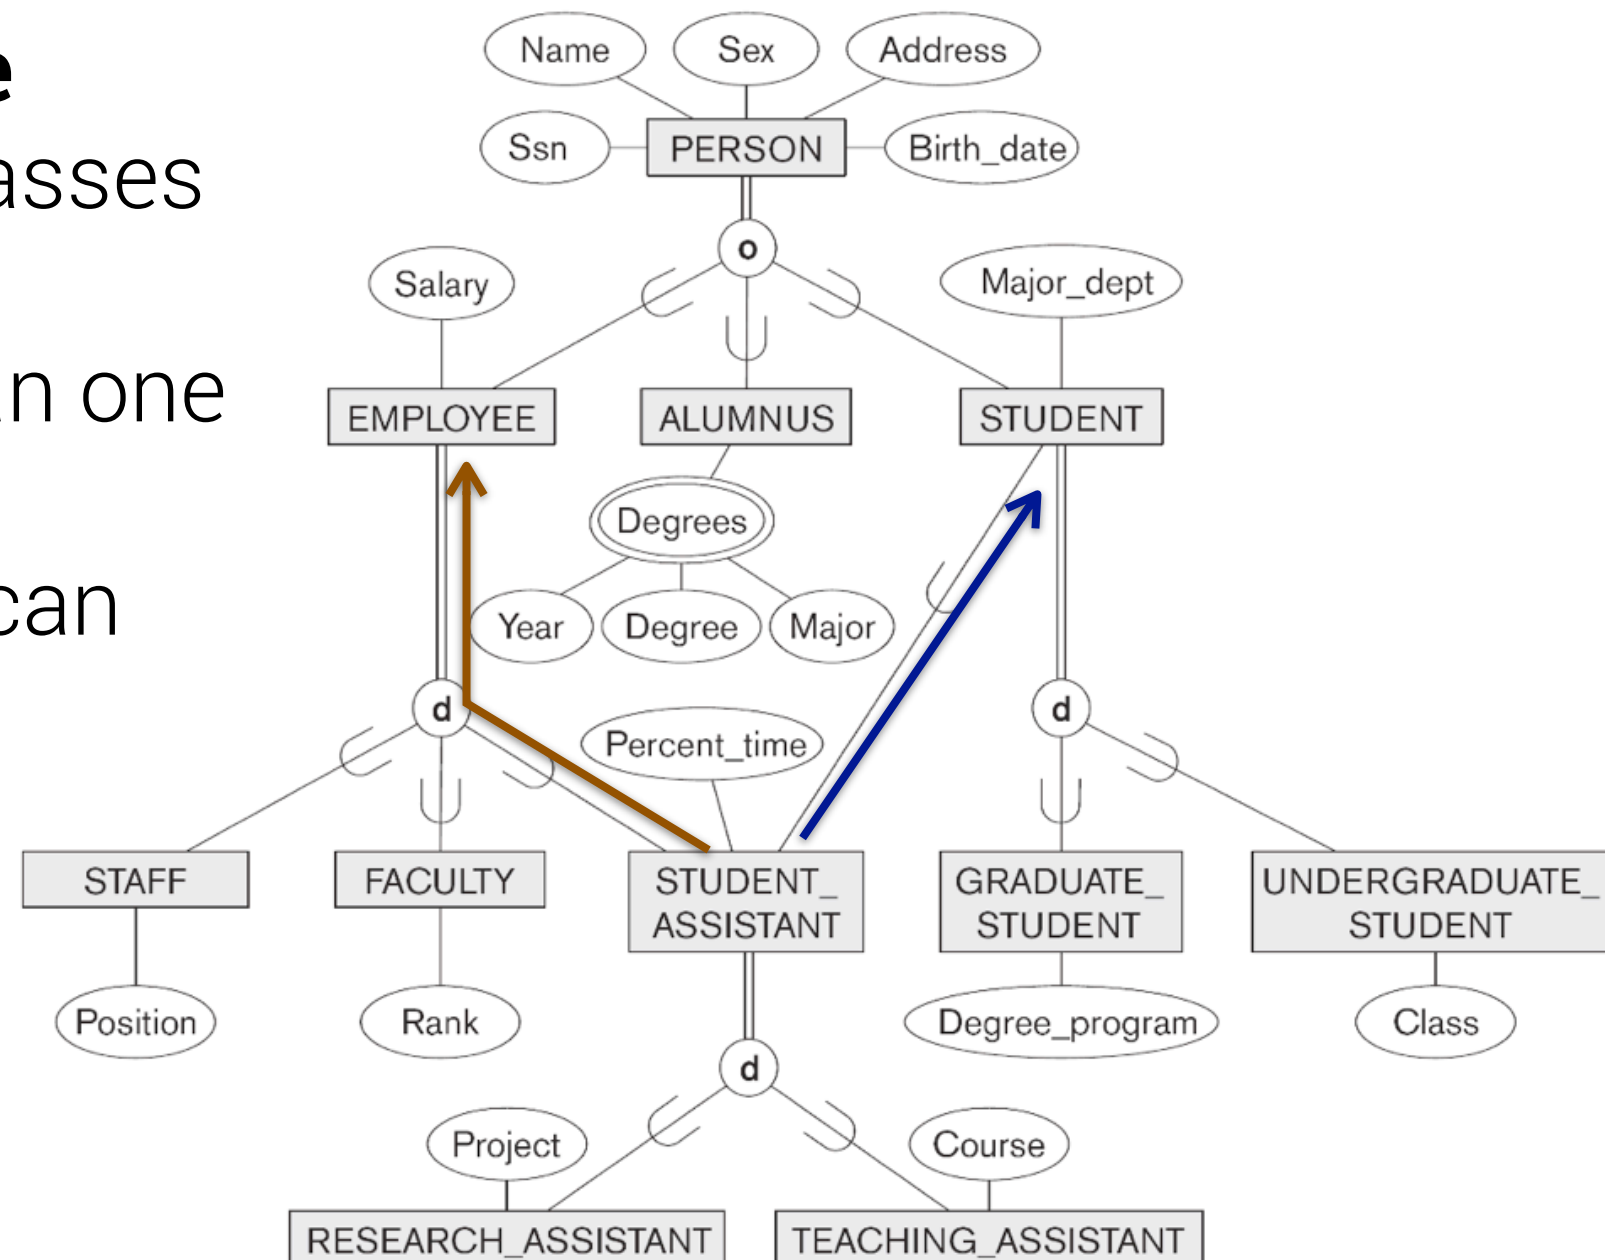 e
asses
n one
can
Name
Sex
Address
Ssn
PERSON
Birth_date
o
Salary
Major_dept
EMPLOYEE
ALUMNUS
STUDENT
Degrees
Year
Degree
Major
d
d
Percent_time
STAFF
FACULTY
STUDENT_
ASSISTANT
GRADUATE_
STUDENT
UNDERGRADUATE_
STUDENT
Position
Rank
Degree_program
Class
d
Project
Course
RESEARCH_ASSISTANT
TEACHING_ASSISTANT